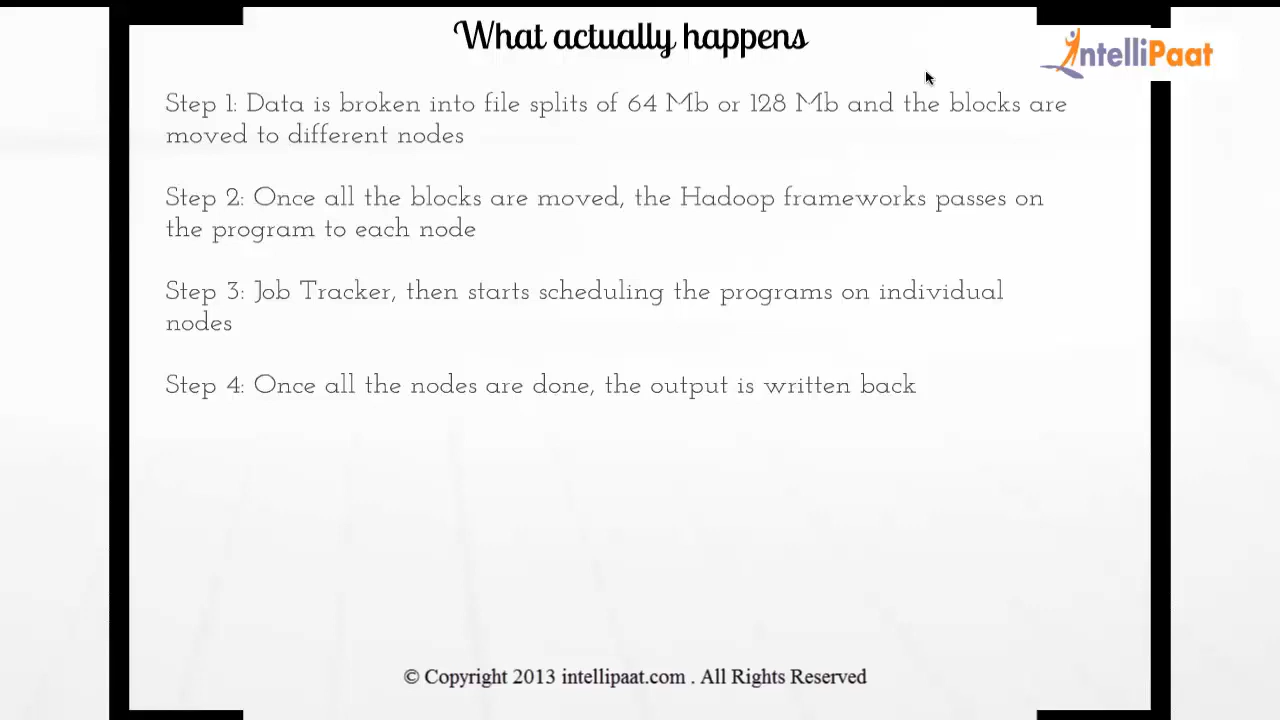 What actually happens
IntelliPaat
Step 1: Data is broken into file splits of 64 Mb or 128 Mb and the blocks are
moved to different nodes
Step 2: Once all the blocks are moved, the Hadoop frameworks passes on
the program to each node
Step 3: Job Tracker, then starts scheduling the programs on individual
nodes
Step 4: Once all the nodes are done, the output is written back
© Copyright 2013 intellipaat.com . All Rights Reserved